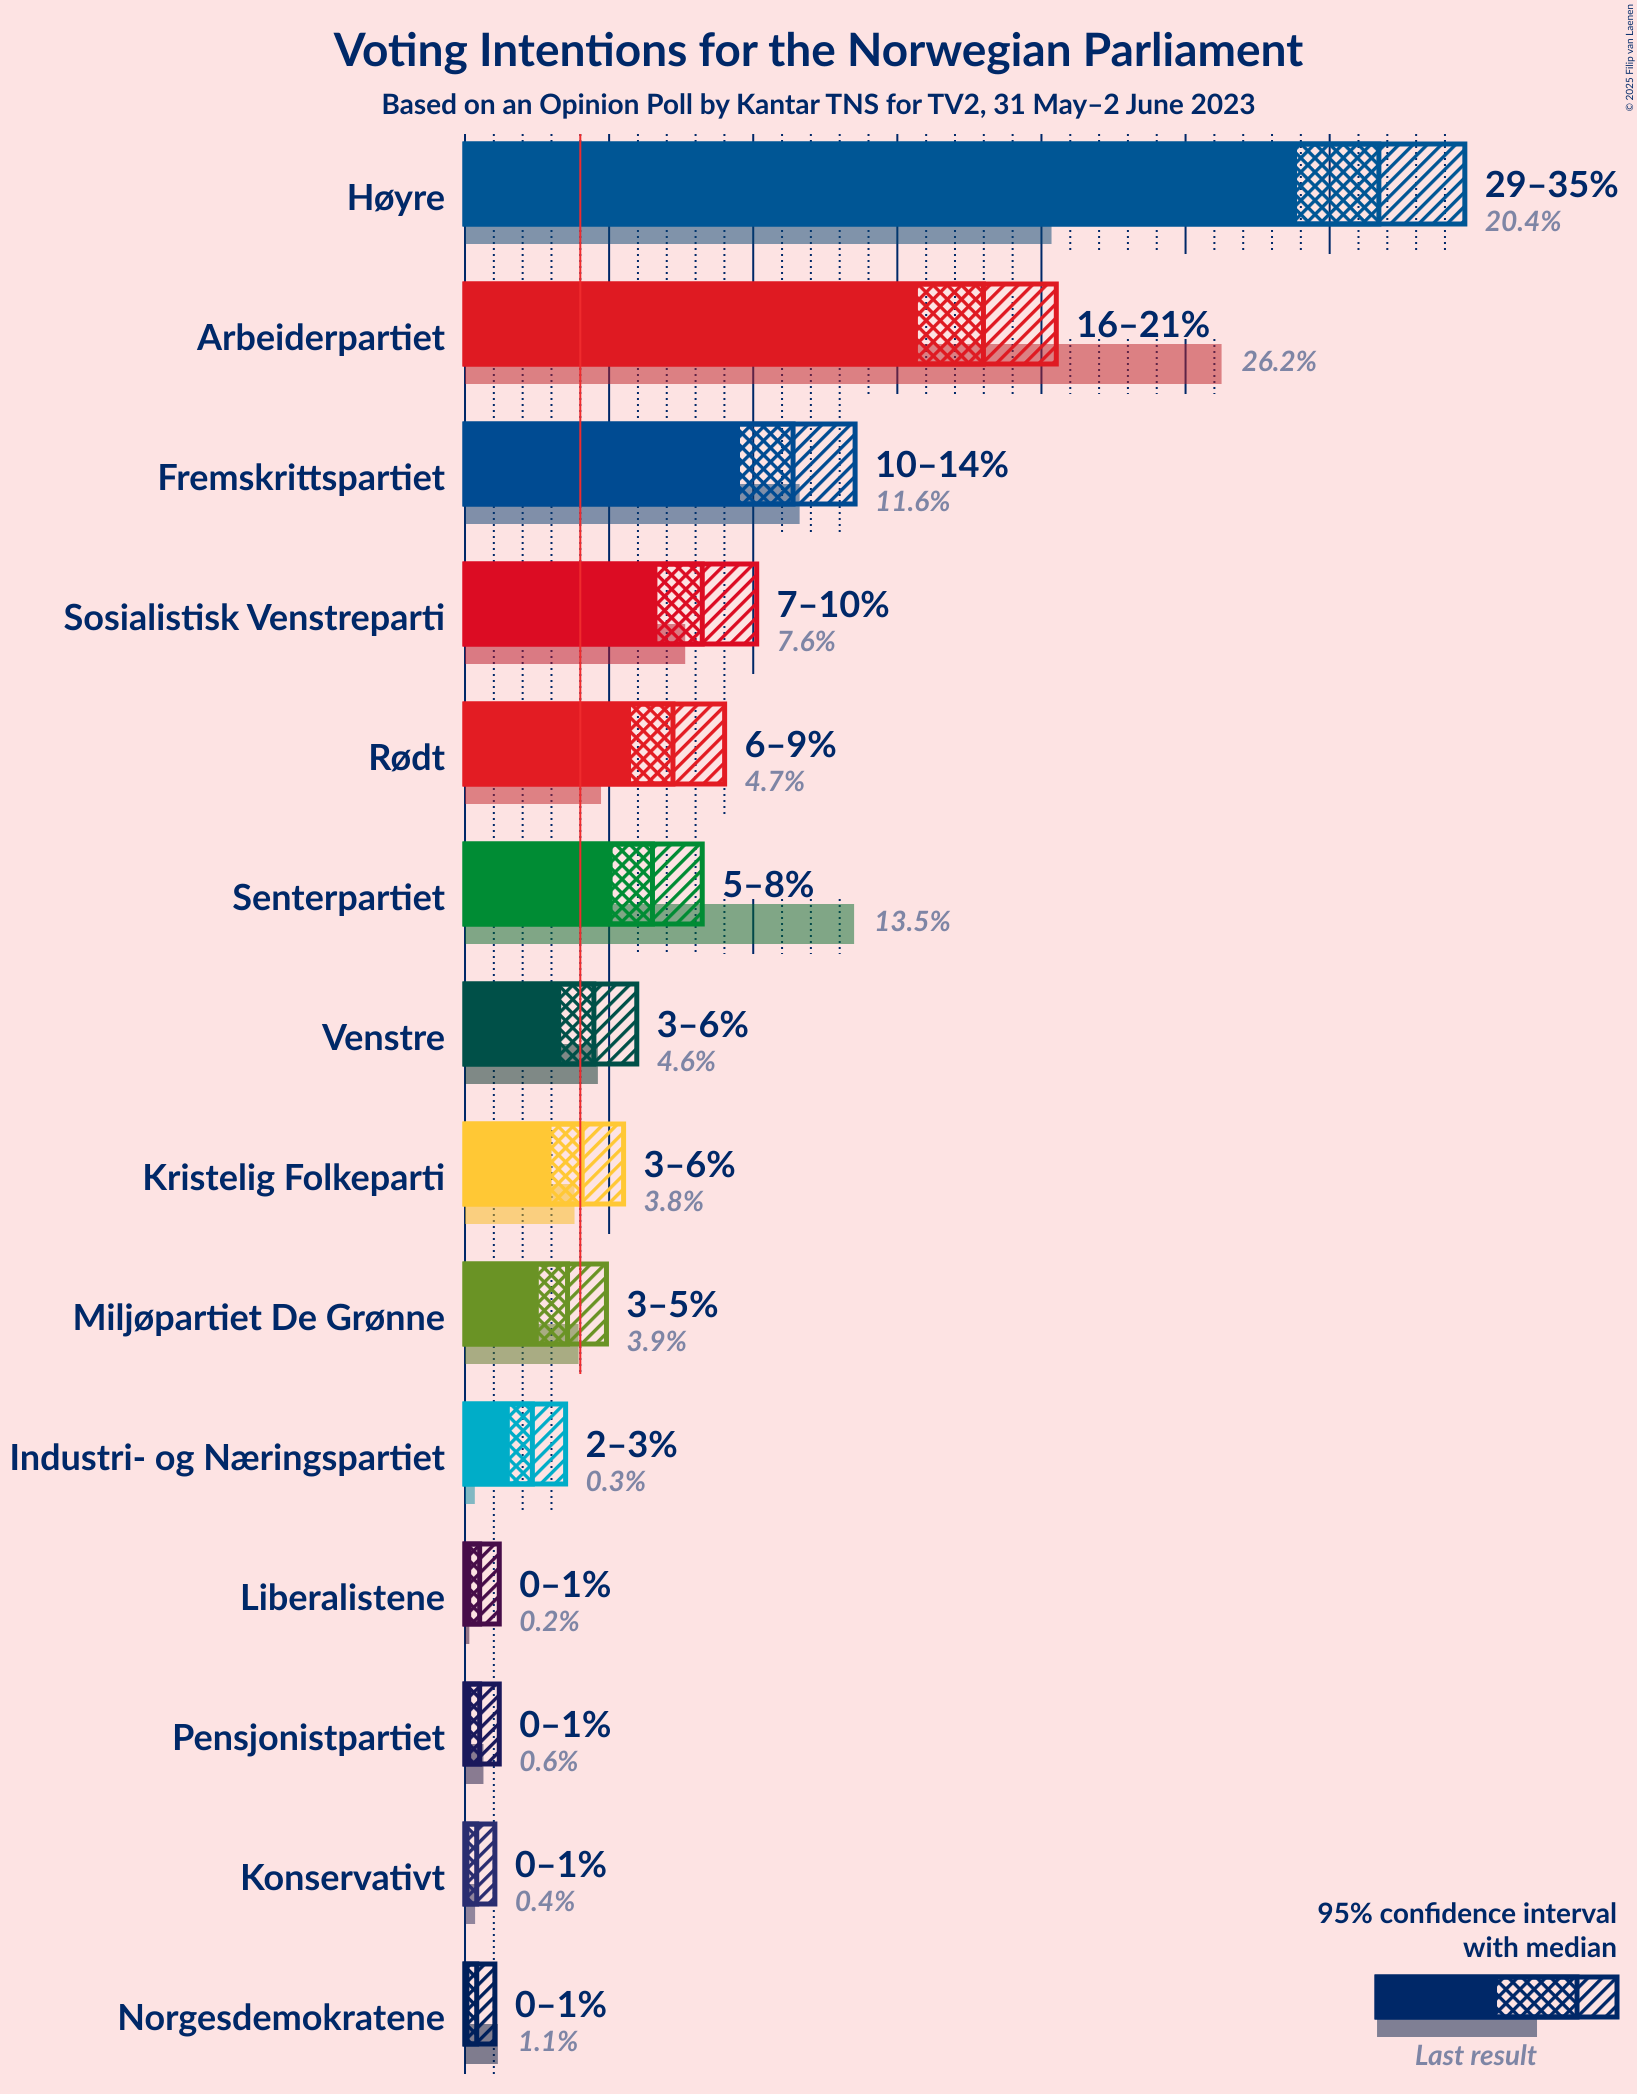 Voting Intentions for the Norwegian Parliament
Based on an Opinion Poll by Kantar TNS for TV2, 31 May–2 June 2023
© 2025 Filip van Laenen
Høyre
29–35%
20.4%
Arbeiderpartiet
16–21%
26.2%
Fremskrittspartiet
10–14%
11.6%
Sosialistisk Venstreparti
7–10%
7.6%
Rødt
6–9%
4.7%
Senterpartiet
5–8%
13.5%
Venstre
3–6%
4.6%
Kristelig Folkeparti
3–6%
3.8%
Miljøpartiet De Grønne
3–5%
3.9%
Industri- og Næringspartiet
2–3%
0.3%
Liberalistene
0–1%
0.2%
Pensjonistpartiet
0–1%
0.6%
Konservativt
0–1%
0.4%
Norgesdemokratene
0–1%
1.1%
95% confidence interval
with median
Last result